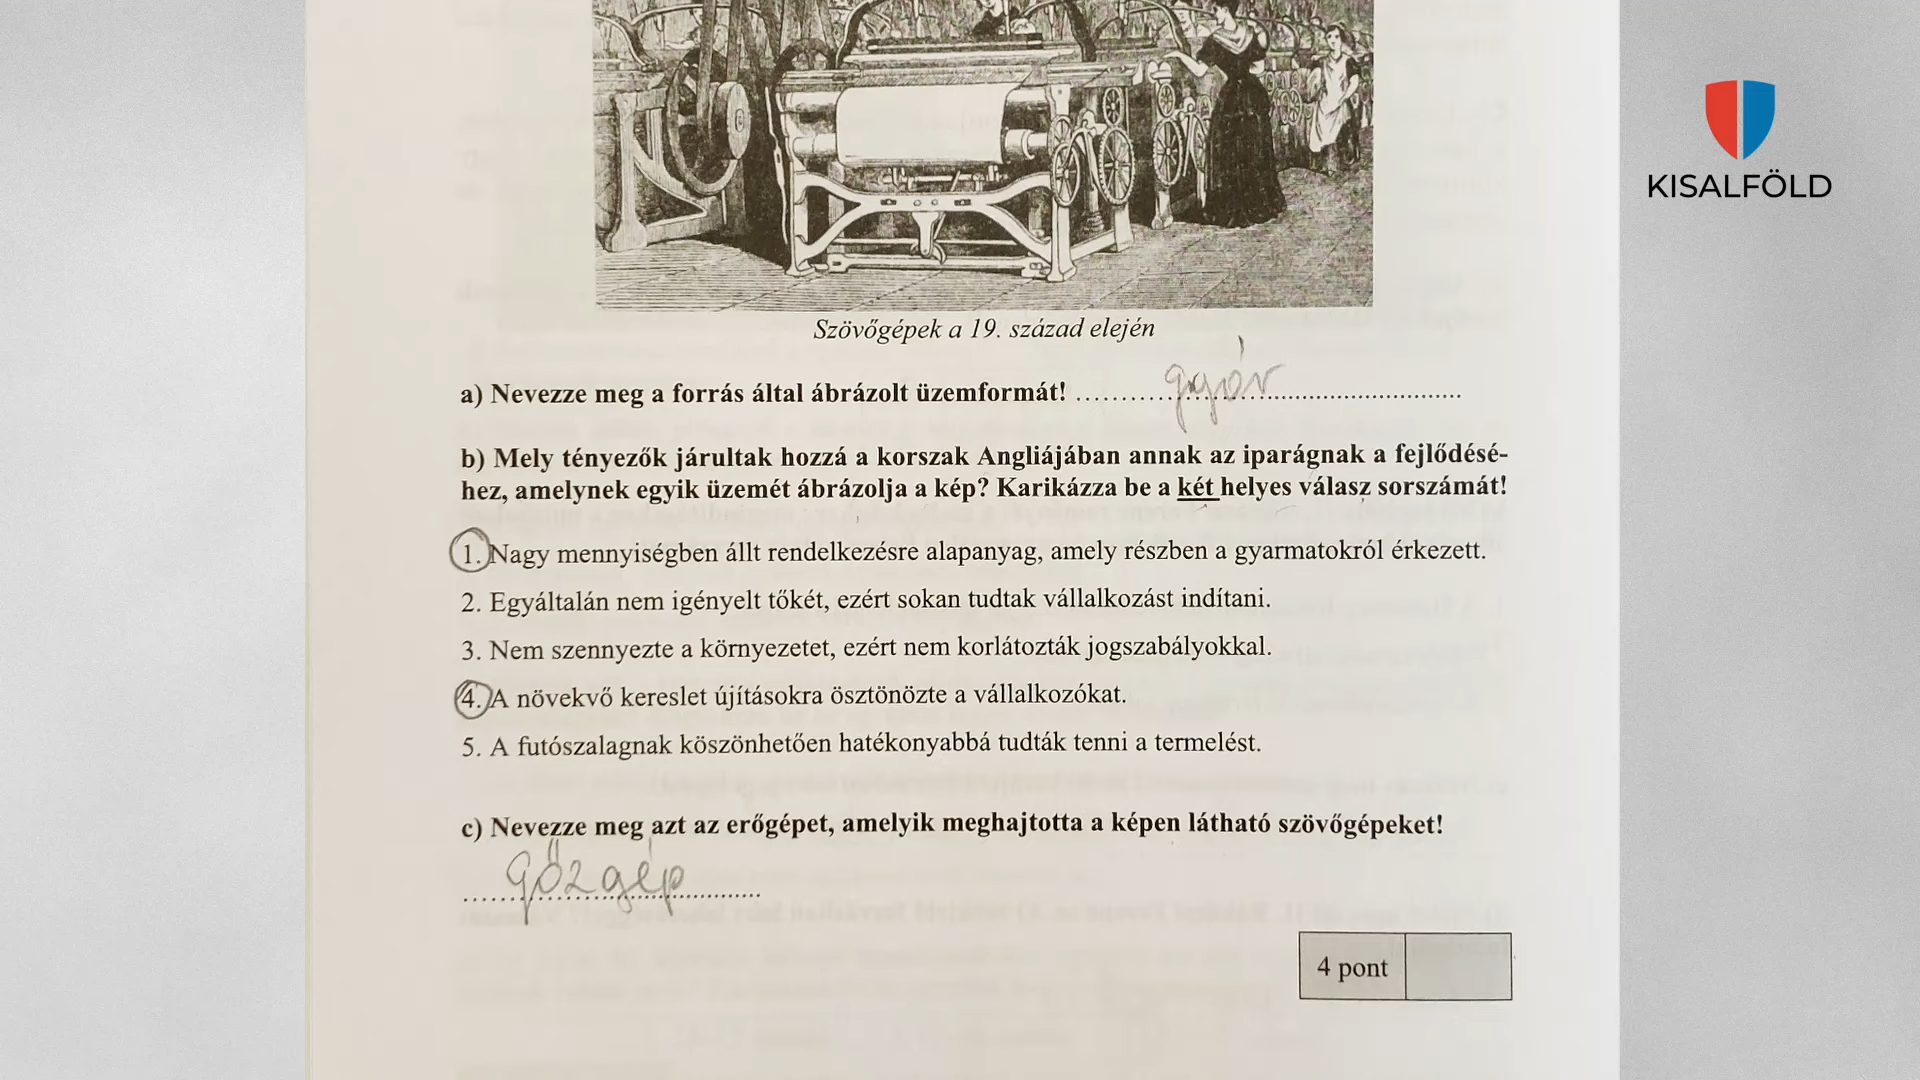 KISALFÖLD
Szövőgépek a 19. század elején
a) Nevezze meg a forrás által ábrázolt üzemformát! gyár
b) Mely tényezők járultak hozzá a korszak Angliájában annak az iparágnak a fejlődésé-
hez, amelynek egyik üzemét ábrázolja a kép? Karikázza be a két helyes válasz sorszámát!
1. Nagy mennyiségben állt rendelkezésre alapanyag, amely részben a gyarmatokról érkezett.
2. Egyáltalán nem igényelt tőkét, ezért sokan tudtak vállalkozást indítani.
3. Nem szennyezte a környezetet, ezért nem korlátozták jogszabályokkal.
4. A növekvő kereslet újításokra ösztönözte a vállalkozókat.
5. A futószalagnak köszönhetően hatékonyabbá tudták tenni a termelést.
c) Nevezze meg azt az erőgépet, amelyik meghajtotta a képen látható szövőgépeket!
gőzgép
4 pont